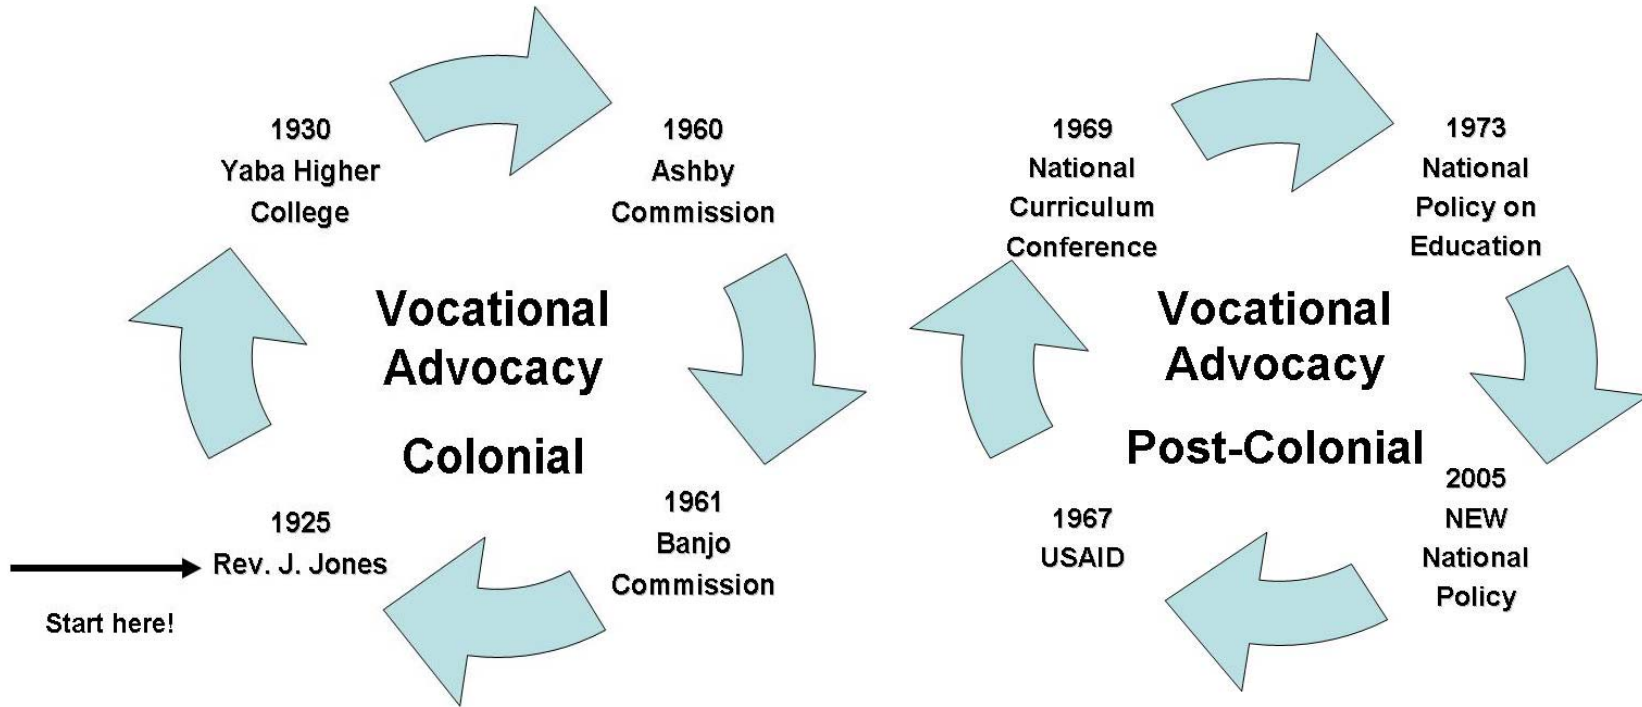 1930
Yaba Higher
College
1960
Ashby
Commission
Vocational
Advocacy
Colonial
1925
Rev. J. Jones
Start here!
1961
Banjo
Commission
1969
National
Curriculum
Conference
1973
National
Policy on
Education
Vocational
Advocacy
Post-Colonial
1967
USAID
2005
NEW
National
Policy